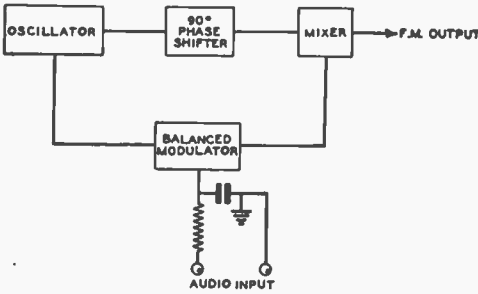 OSCILLATOR
90°
PHASE
SHIFTER
MIXER
F.M. OUTPUT
BALANCED
MODULATOR
AUDIO INPUT